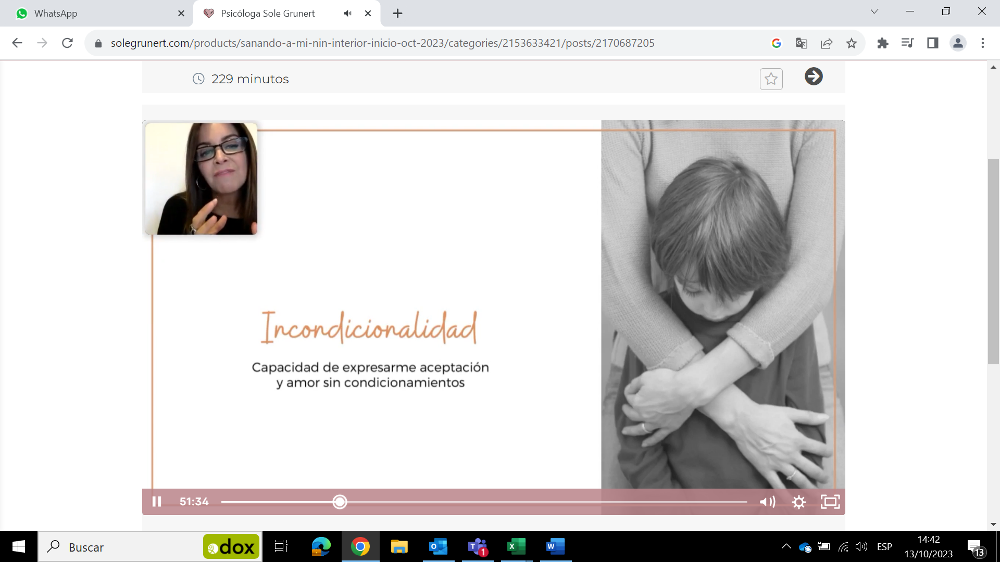 WhatsApp
Psicóloga Sole Grunert
solegrunert.com/products/sanando-a-mi-nin-interior-inicio-oct-2023/categories/2153633421/posts/2170687205
229 minutos
Incondicionalidad
Capacidad de expresarme aceptación
y amor sin condicionamientos
51:34
Buscar
dox
1
ESP
14:42
13/10/2023
13